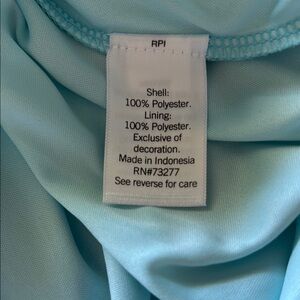 RPI
Shell:
100% Polyester.
Lining:
100% Polyester.
Exclusive of
decoration.
Made in Indonesia
RN#73277
See reverse for care